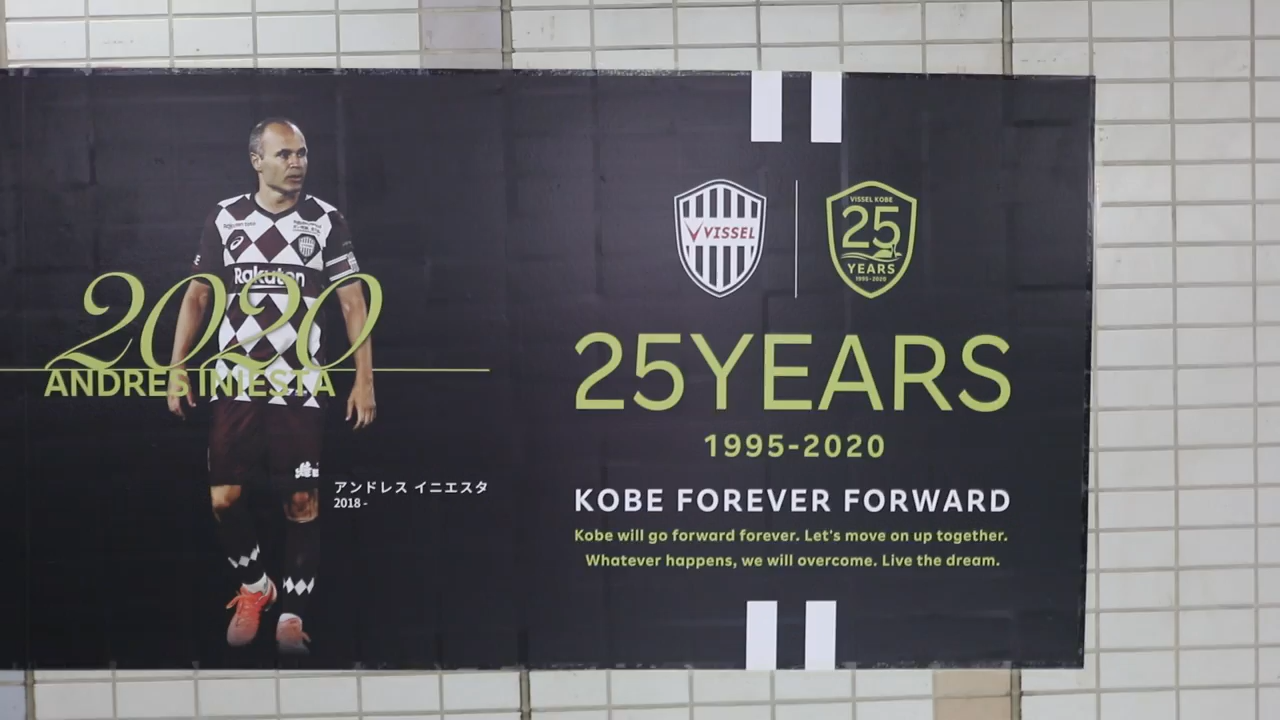 Rakuten
2020
ANDRES INIESTA
アンドレス イニエスタ
2018 -
VISSEL
VISSEL KOBE
25
YEARS
1995-2020
25YEARS
1995-2020
KOBE FOREVER FORWARD
Kobe will go forward forever. Let's move on up together.
Whatever happens, we will overcome. Live the dream.